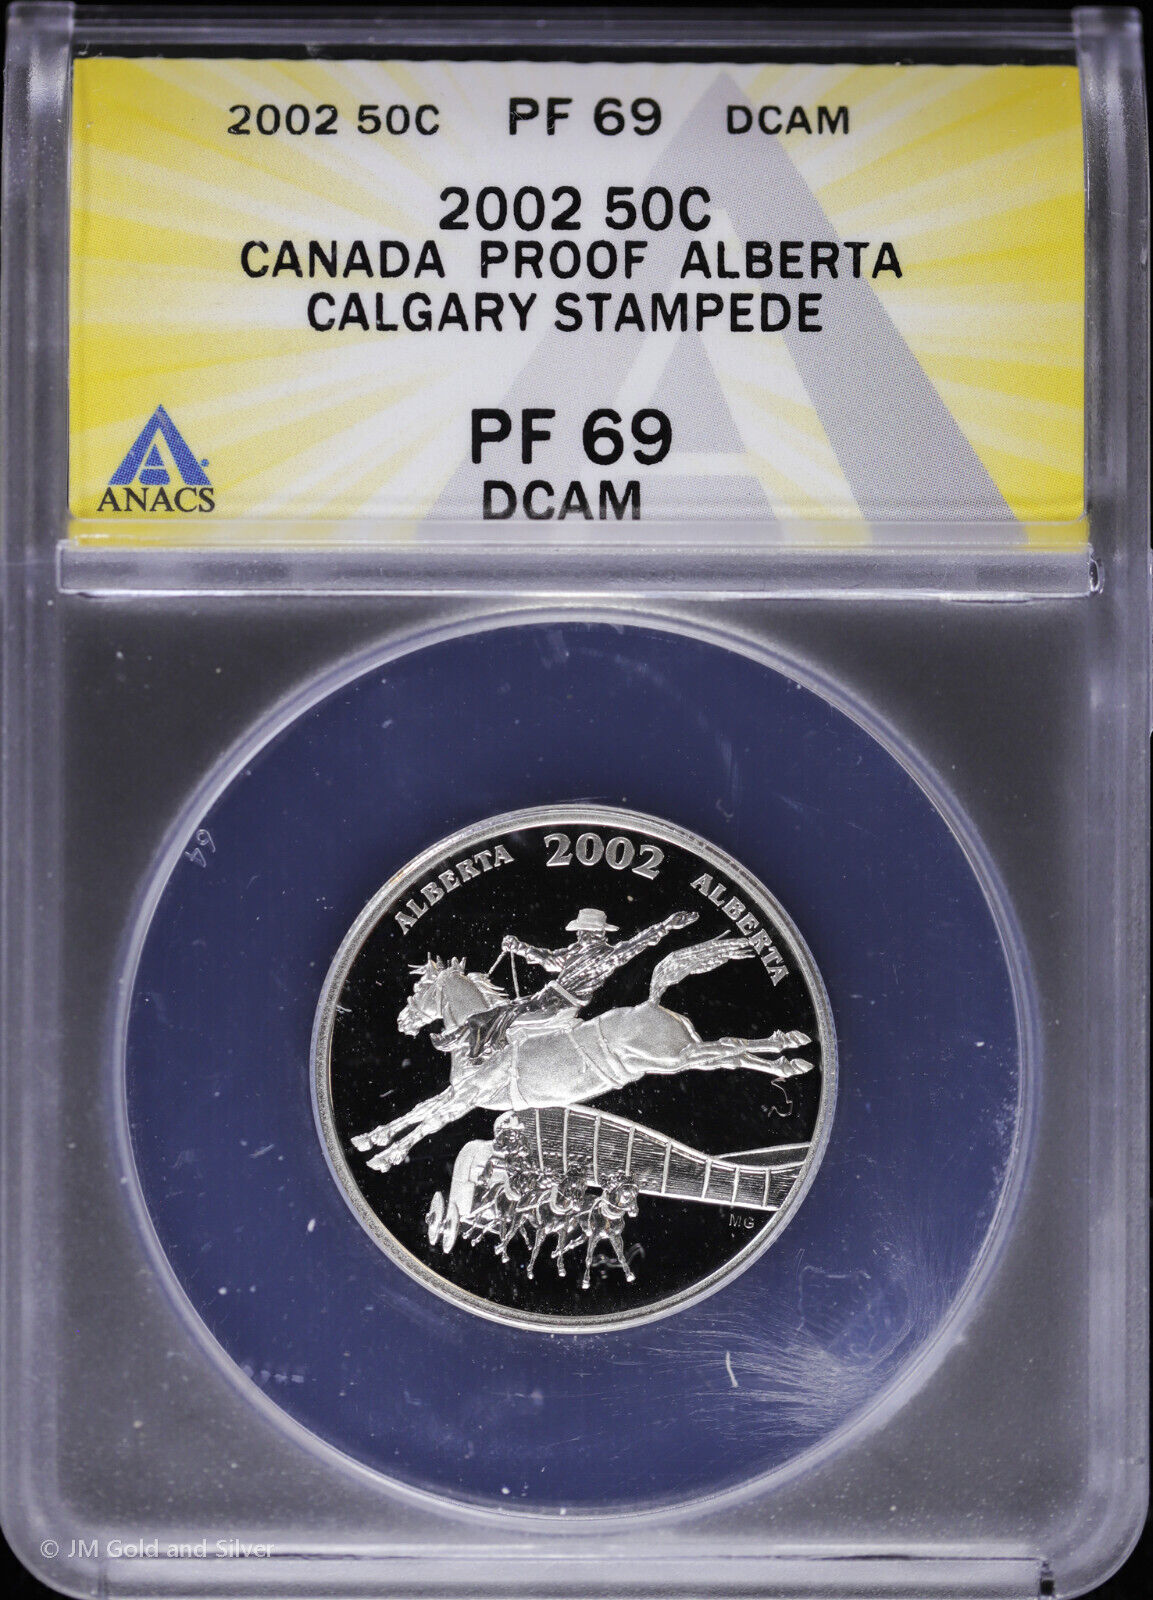 2002 50C PF 69 DCAM
2002 50C
CANADA PROOF ALBERTA
CALGARY STAMPEDE
PF 69
DCAM
ANACS
64
ALBERTA 2002 ALBERTA
MG
© JM Gold and Silver